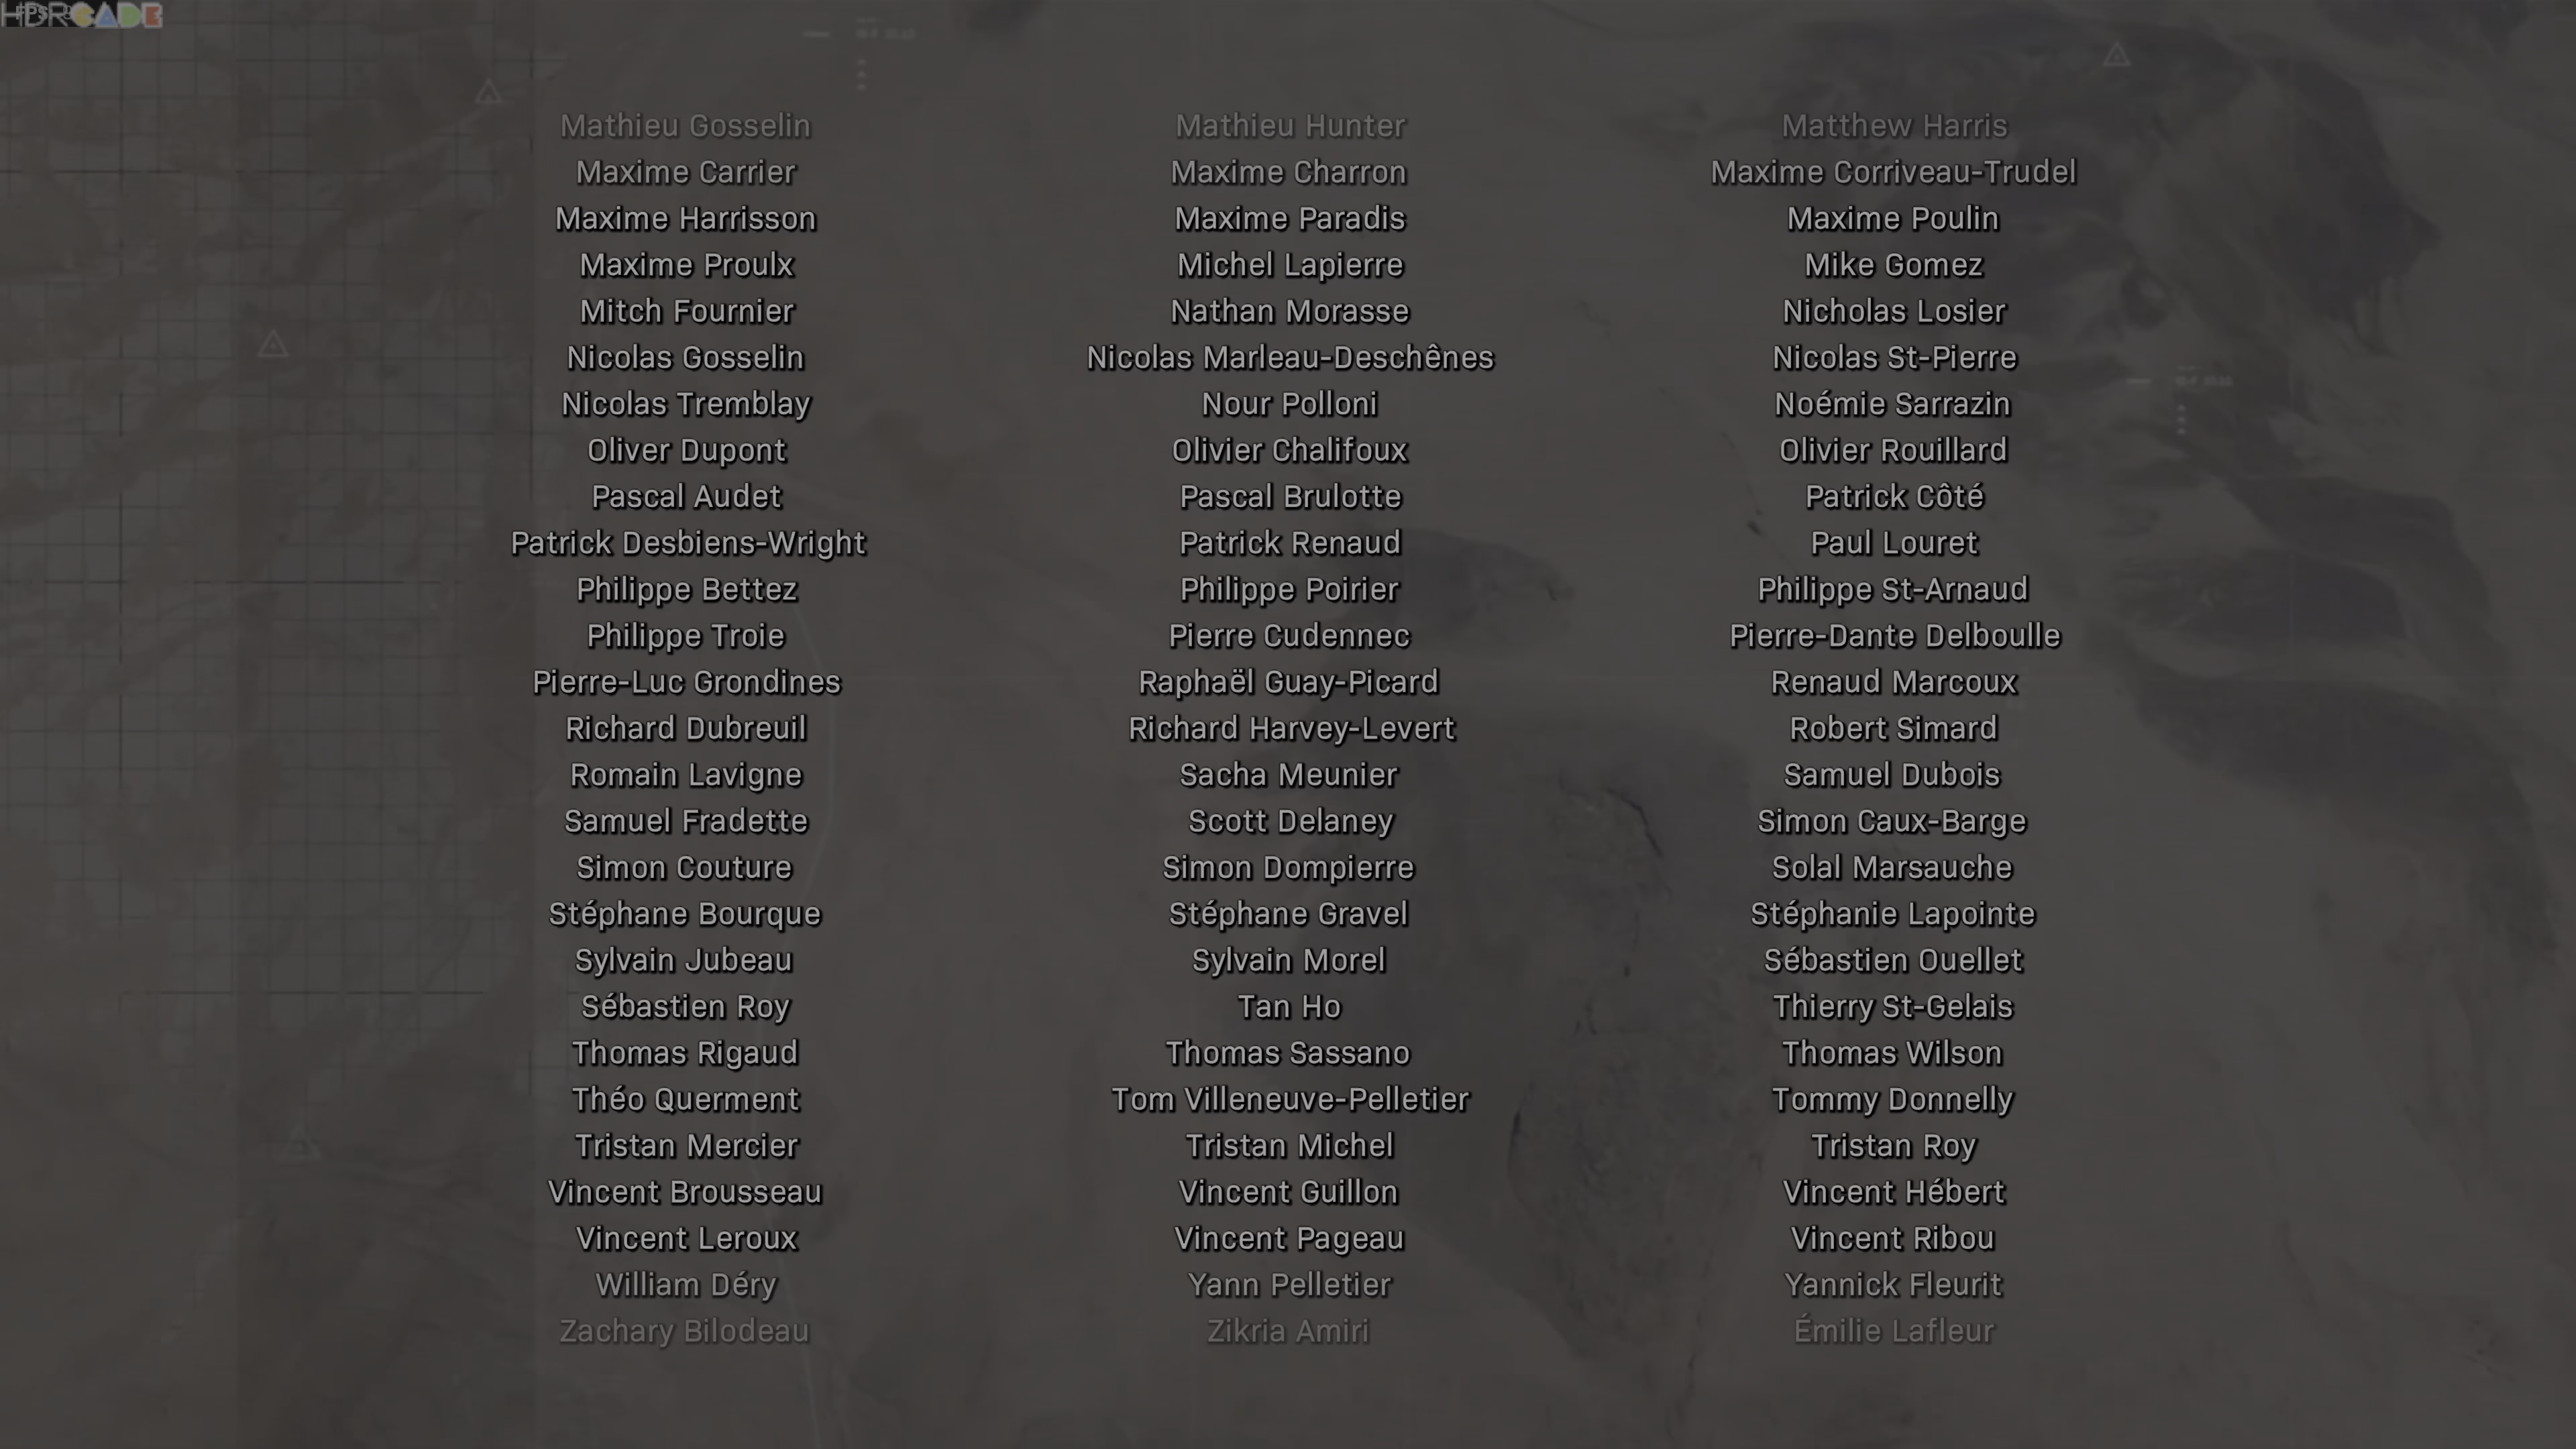 HDRCADE
Mathieu Gosselin Mathieu Hunter Matthew Harris
Maxime Carrier Maxime Charron Maxime Corriveau-Trudel
Maxime Harrisson Maxime Paradis Maxime Poulin
Maxime Proulx Michel Lapierre Mike Gomez
Mitch Fournier Nathan Morasse Nicholas Losier
Nicolas Gosselin Nicolas Marleau-Deschênes Nicolas St-Pierre
Nicolas Tremblay Nour Polloni Noémie Sarrazin
Oliver Dupont Olivier Chalifoux Olivier Rouillard
Pascal Audet Pascal Brulotte Patrick Côté
Patrick Desbiens-Wright Patrick Renaud Paul Louret
Philippe Bettez Philippe Poirier Philippe St-Arnaud
Philippe Troie Pierre Cudennec Pierre-Dante Delboulle
Pierre-Luc Grondines Raphaël Guay-Picard Renaud Marcoux
Richard Dubreuil Richard Harvey-Levert Robert Simard
Romain Lavigne Sacha Meunier Samuel Dubois
Samuel Fradette Scott Delaney Simon Caux-Barge
Simon Couture Simon Dompierre Solal Marsauche
Stéphane Bourque Stéphane Gravel Stéphanie Lapointe
Sylvain Jubeau Sylvain Morel Sébastien Ouellet
Sébastien Roy Tan Ho Thierry St-Gelais
Thomas Rigaud Thomas Sassano Thomas Wilson
Théo Querment Tom Villeneuve-Pelletier Tommy Donnelly
Tristan Mercier Tristan Michel Tristan Roy
Vincent Brousseau Vincent Guillon Vincent Hébert
Vincent Leroux Vincent Pageau Vincent Ribou
William Déry Yann Pelletier Yannick Fleurit
Zachary Bilodeau Zikria Amiri Émilie Lafleur